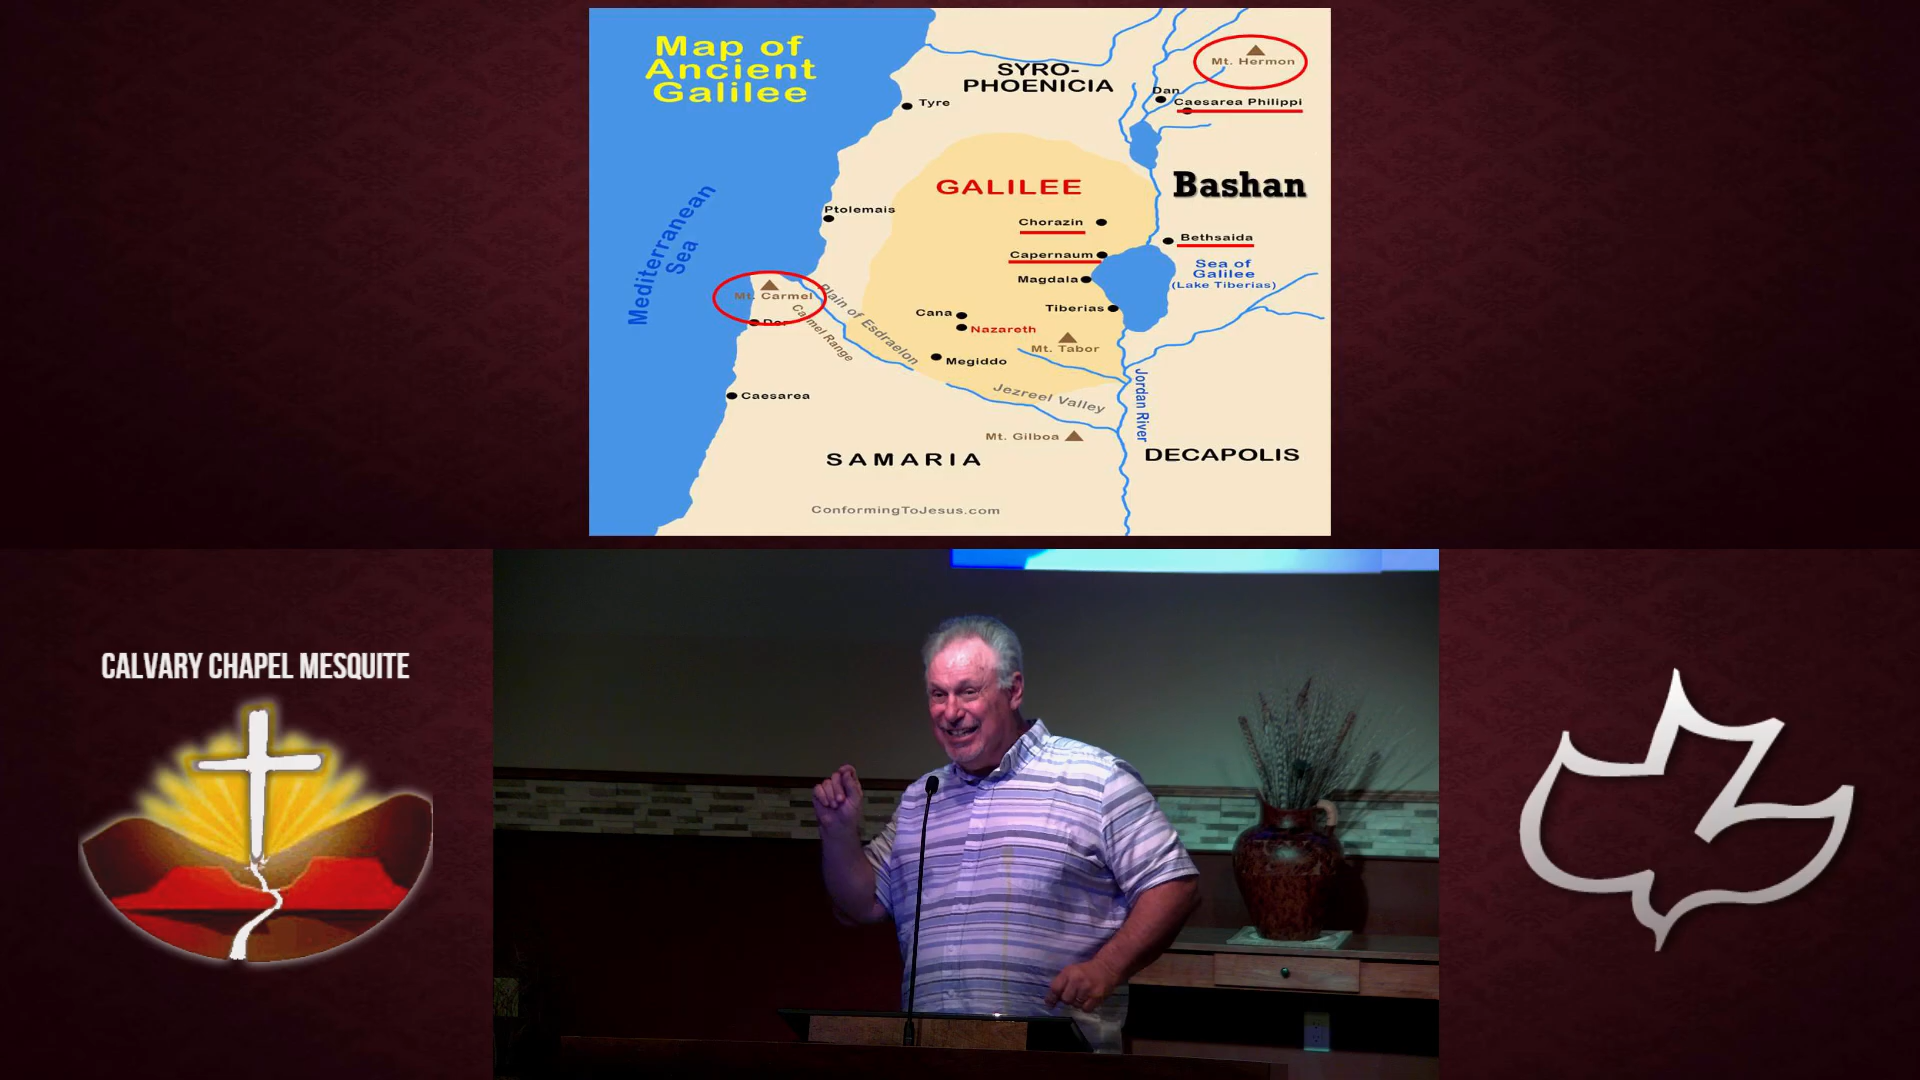 Map of
Ancient
Galilee
SYRO-
PHOENICIA
Mt. Hermon
Dan
Caesarea Philippi
Tyre
Bashan
GALILEE
Ptolemais
Chorazin
Bethsaida
Capernaum
Sea of
Galilee
(Lake Tiberias)
Magdala
Mediterranean
Sea
Mt. Carmel
Dor
Plain of Esdraelon
Carmel Range
Tiberias
Cana
Nazareth
Mt. Tabor
Megiddo
Jezreel Valley
Jordan River
Caesarea
Mt. Gilboa
SAMARIA
DECAPOLIS
ConformingToJesus.com
CALVARY CHAPEL MESQUITE